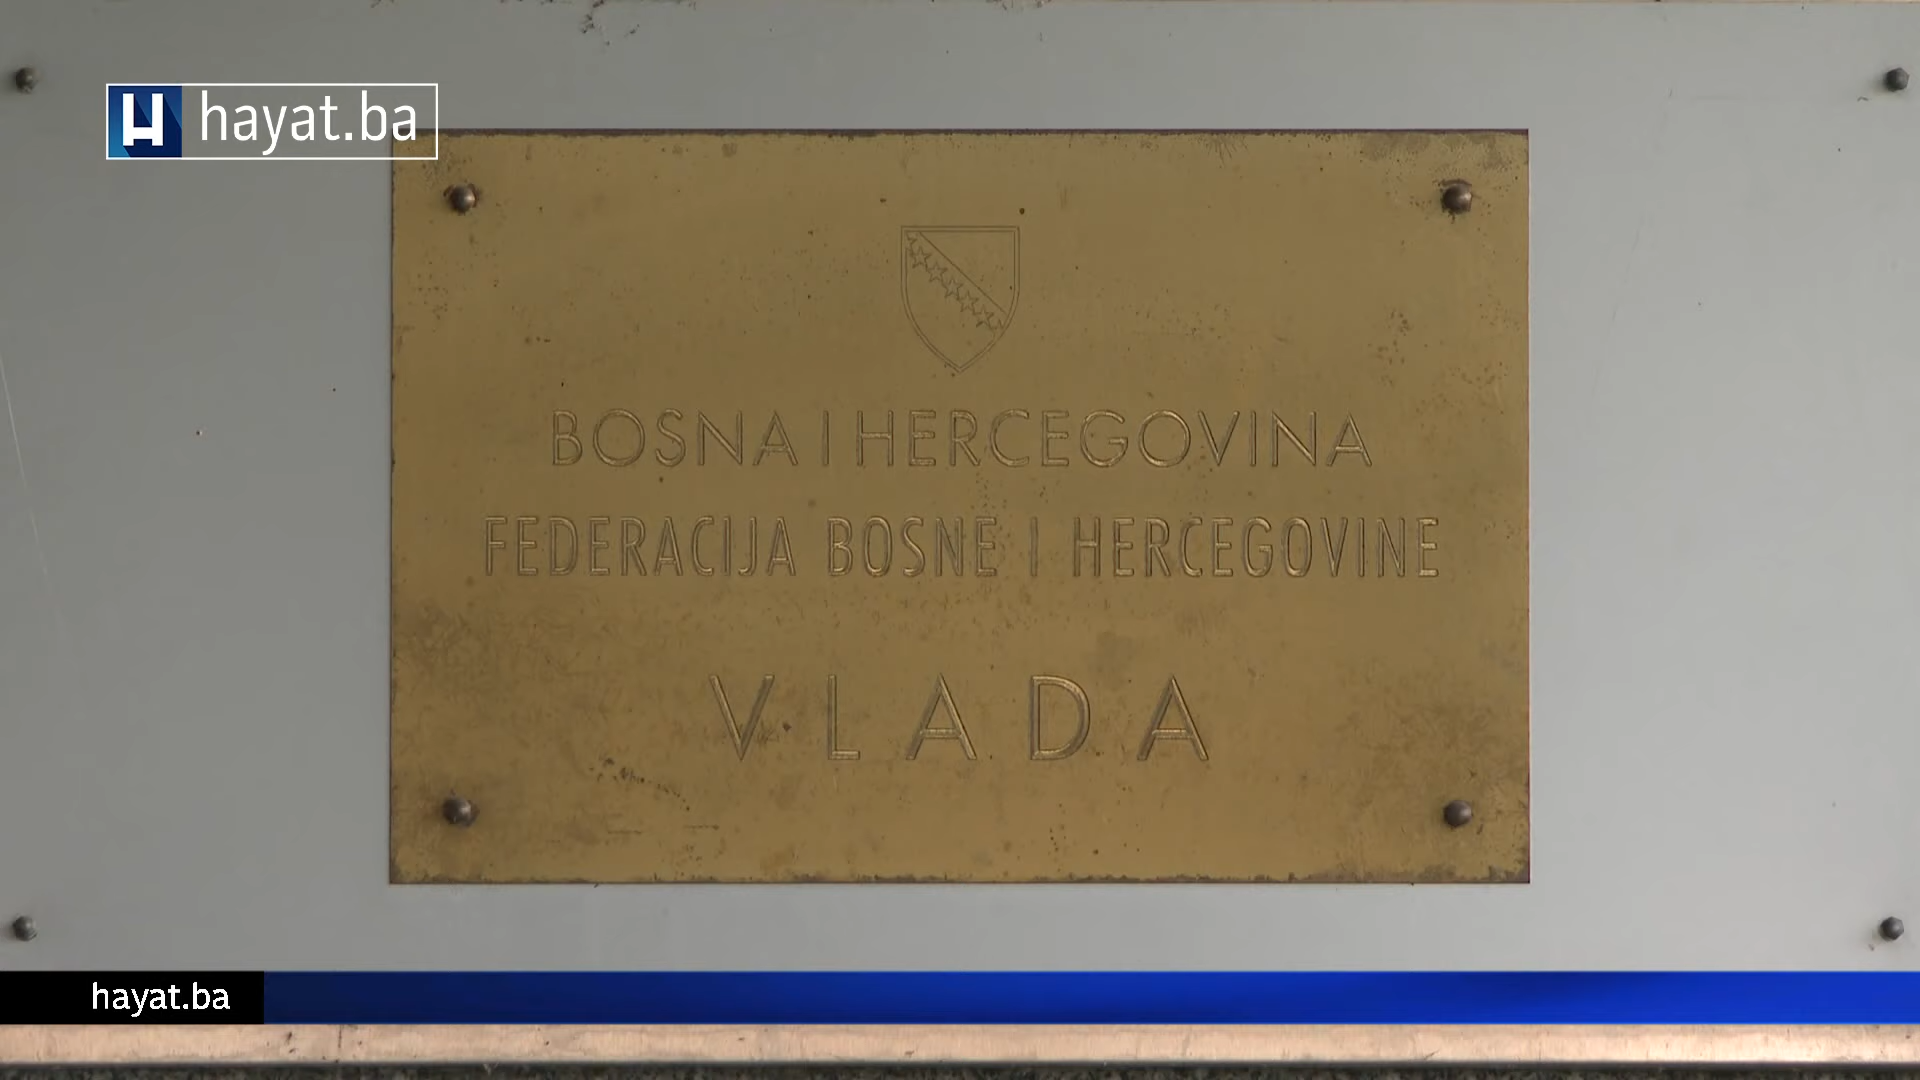 hayat.ba
BOSNA I HERCEGOVINA
FEDERACIJA BOSNE I HERCEGOVINE
VLADA
hayat.ba